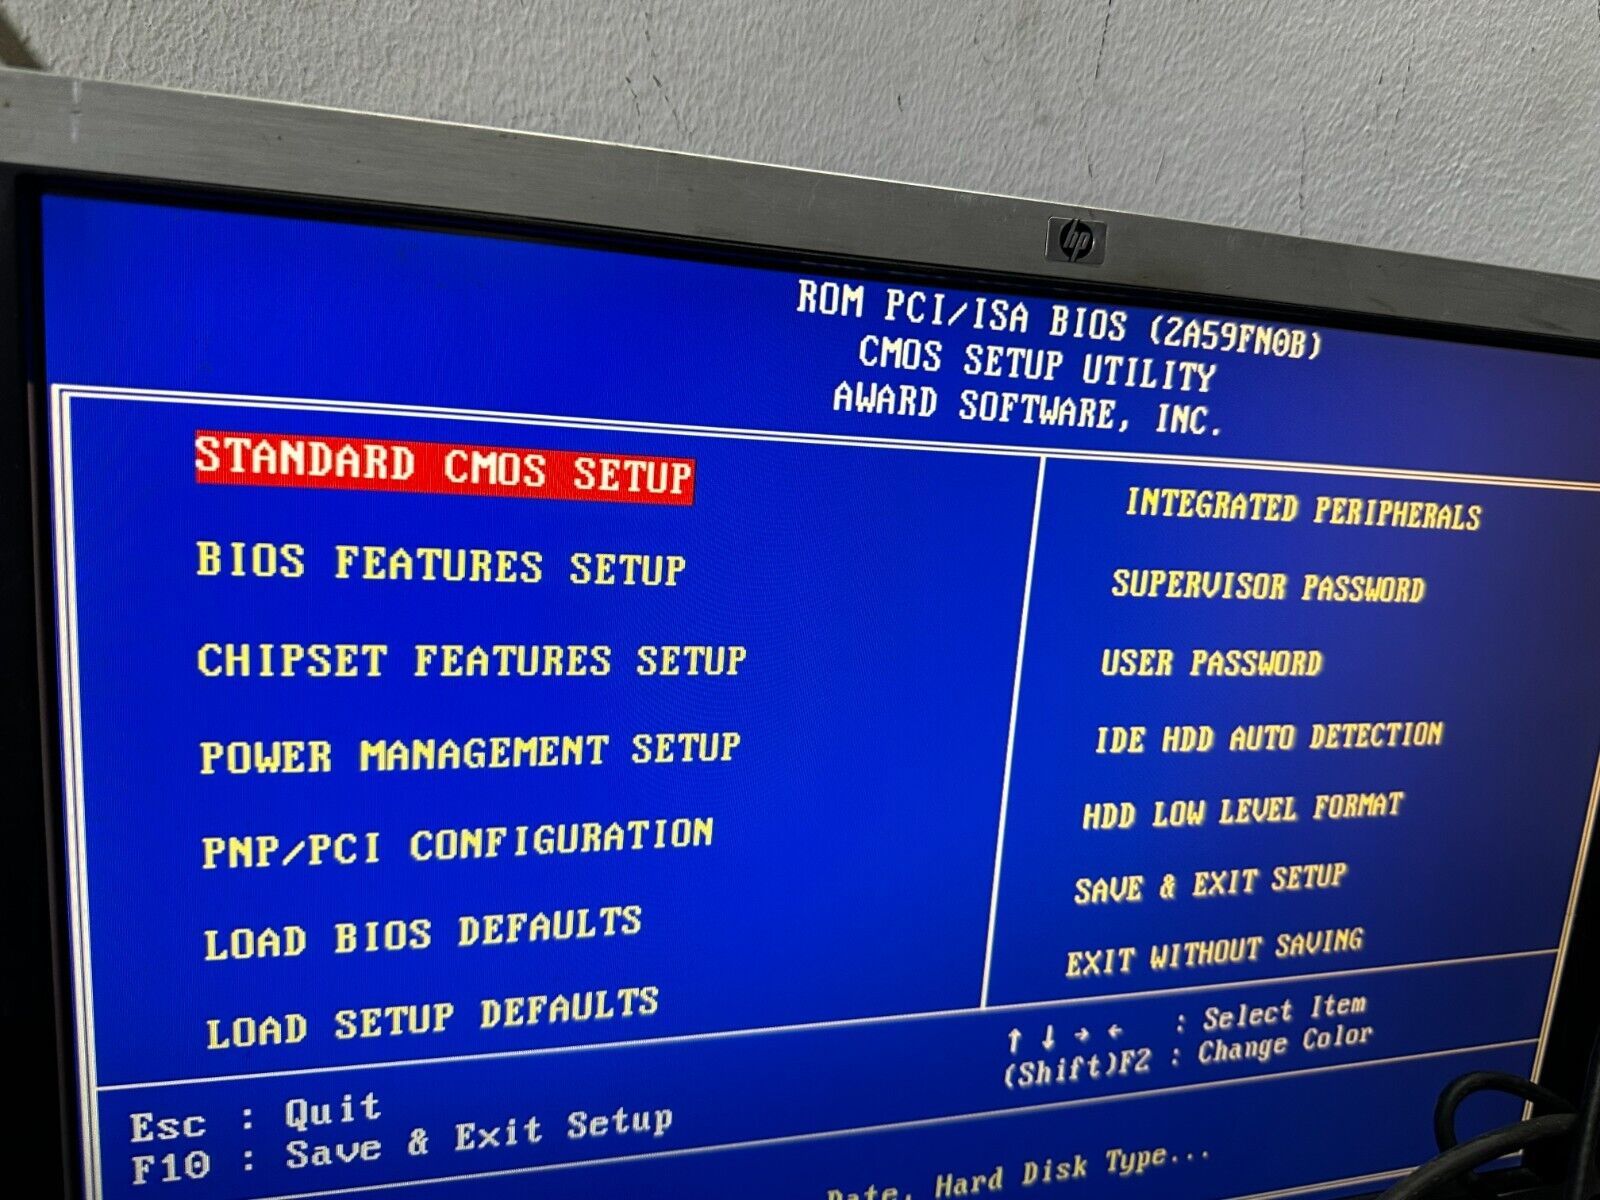 hp
ROM PCI/ISA BIOS (2A59FN0B)
CMOS SETUP UTILITY
AWARD SOFTWARE, INC.
STANDARD CMOS SETUP
BIOS FEATURES SETUP
CHIPSET FEATURES SETUP
POWER MANAGEMENT SETUP
PNP/PCI CONFIGURATION
LOAD BIOS DEFAULTS
LOAD SETUP DEFAULTS
INTEGRATED PERIPHERALS
SUPERVISOR PASSWORD
USER PASSWORD
IDE HDD AUTO DETECTION
HDD LOW LEVEL FORMAT
SAVE & EXIT SETUP
EXIT WITHOUT SAVING
Esc : Quit
F10 : Save & Exit Setup
↑ ↓ → ← : Select Item
(Shift)F2 : Change Color
Date, Hard Disk Type...